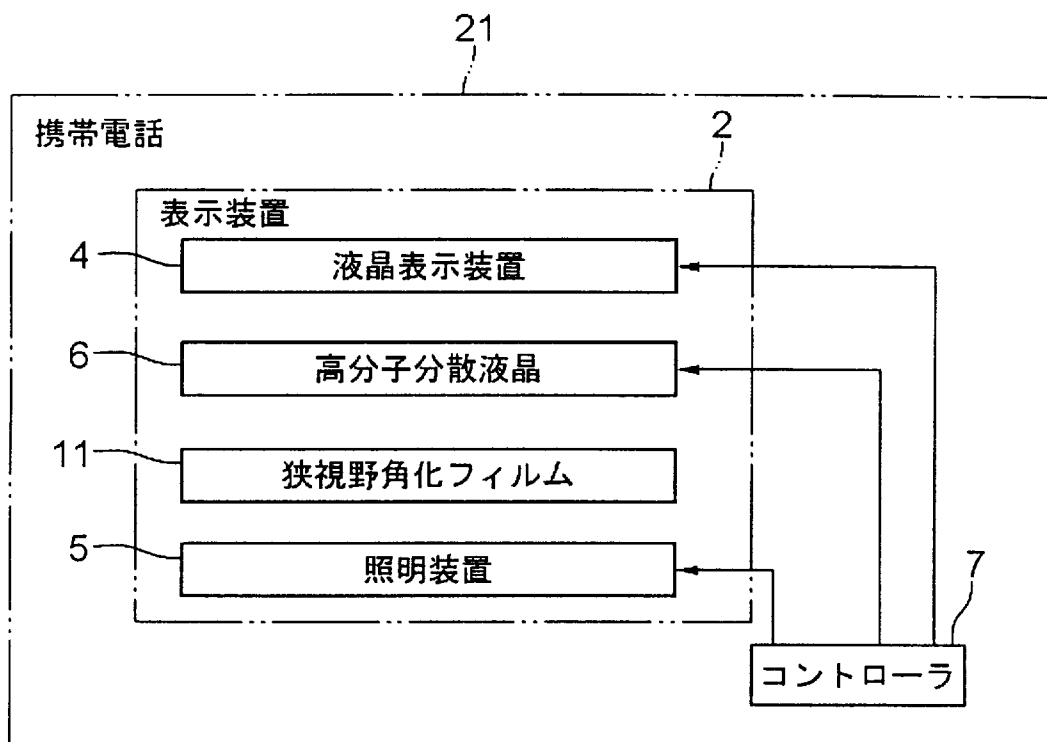 21
携帯電話
2
表示装置
4
液晶表示装置
6
高分子分散液晶
11
狭視野角化フィルム
5
照明装置
7
コントローラ